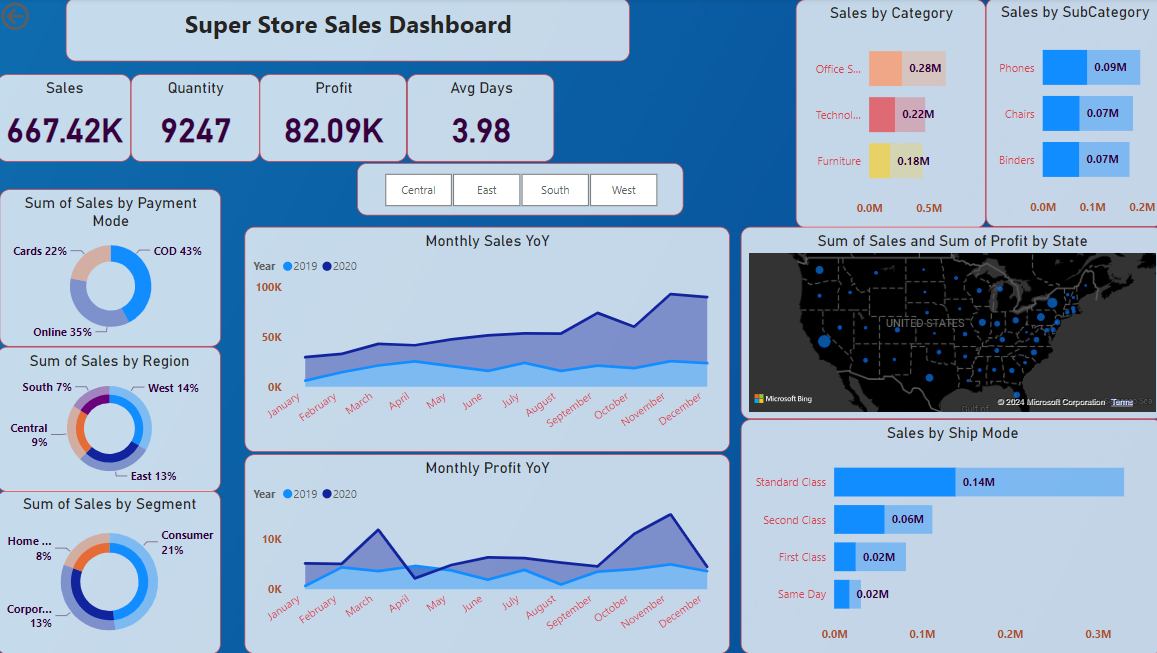 Super Store Sales Dashboard
Sales
667.42K
Quantity
9247
Profit
82.09K
Avg Days
3.98
Central
East
South
West
Sales by Category
Office S...
0.28M
Technol...
0.22M
Furniture
0.18M
0.0M
0.5M
Sales by SubCategory
Phones
0.09M
Chairs
0.07M
Binders
0.07M
0.0M
0.1M
0.2M
Sum of Sales by Payment
Mode
Cards 22%
COD 43%
Online 35%
Sum of Sales by Region
South 7%
West 14%
Central
9%
East 13%
Sum of Sales by Segment
Home ...
8%
Consumer
21%
Corpor...
13%
Monthly Sales YoY
Year 2019 2020
100K
50K
0K
January
February
March
April
May
June
July
August
September
October
November
December
Monthly Profit YoY
Year 2019 2020
10K
0K
January
February
March
April
May
June
July
August
September
October
November
December
Sum of Sales and Sum of Profit by State
UNITED STATES
Gulf of
Microsoft Bing
© 2024 Microsoft Corporation Terms
Sales by Ship Mode
Standard Class
0.14M
Second Class
0.06M
First Class
0.02M
Same Day
0.02M
0.0M
0.1M
0.2M
0.3M